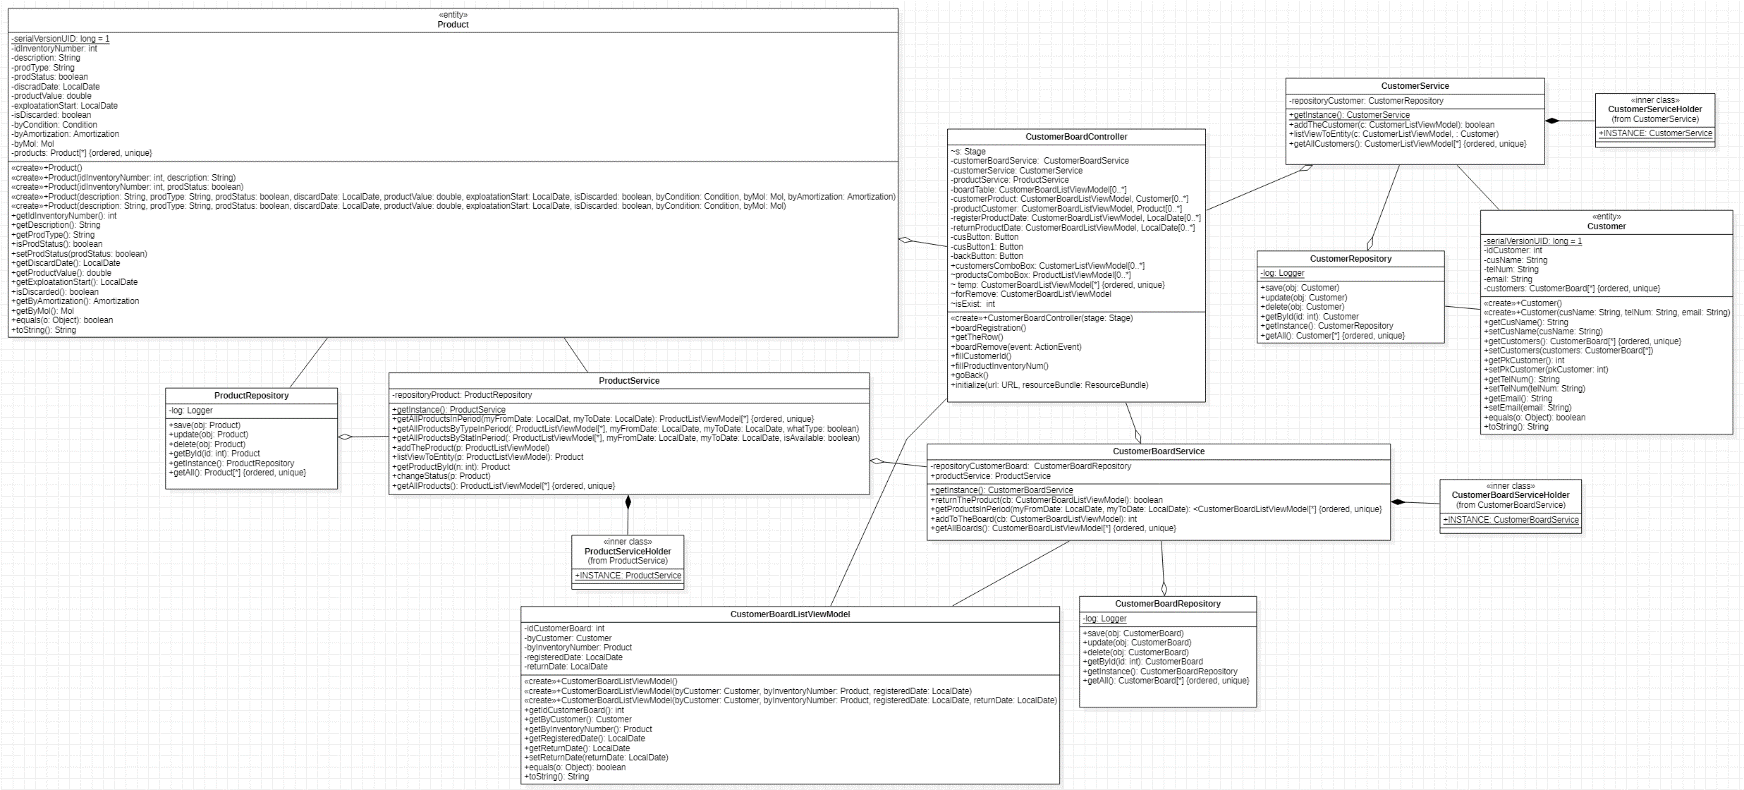 «entity»
Product
-serialVersionUID: long = 1
-idInventoryNumber: int
-description: String
-prodType: String
-prodStatus: boolean
-discradDate: LocalDate
-productValue: double
-exploatationStart: LocalDate
-isDiscarded: boolean
-byCondition: Condition
-byAmortization: Amortization
-byMol: Mol
-products: Product[*] {ordered, unique}
«create»+Product()
«create»+Product(idInventoryNumber: int, description: String)
«create»+Product(idInventoryNumber: int, prodStatus: boolean)
«create»+Product(description: String, prodType: String, prodStatus: boolean, discardDate: LocalDate, productValue: double, exploatationStart: LocalDate, isDiscarded: boolean, byCondition: Condition, byMol: Mol, byAmortization: Amortization)
«create»+Product(description: String, prodType: String, prodStatus: boolean, discardDate: LocalDate, productValue: double, exploatationStart: LocalDate, isDiscarded: boolean, byCondition: Condition, byMol: Mol)
+getIdInventoryNumber(): int
+getDescription(): String
+getProdType(): String
+isProdStatus(): boolean
+setProdStatus(prodStatus: boolean)
+getDiscardDate(): LocalDate
+getProductValue(): double
+getExploatationStart(): LocalDate
+isDiscarded(): boolean
+getByAmortization(): Amortization
+getByMol(): Mol
+equals(o: Object): boolean
+toString(): String
CustomerBoardController
~s: Stage
-customerBoardService:  CustomerBoardService
-customerService: CustomerService
-productService: ProductService
-boardTable: CustomerBoardListViewModel[0..*]
-customerProduct: CustomerBoardListViewModel, Customer[0..*]
-productCustomer: CustomerBoardListViewModel, Product[0..*]
-registerProductDate: CustomerBoardListViewModel, LocalDate[0..*]
-returnProductDate: CustomerBoardListViewModel, LocalDate[0..*]
-cusButton: Button
-cusButton1: Button
-backButton: Button
+customersComboBox: CustomerListViewModel[0..*]
~productsComboBox: ProductListViewModel[0..*]
~ temp: CustomerBoardListViewModel[*] {ordered, unique}
~forRemove: CustomerBoardListViewModel
~isExist:  int
«create»+CustomerBoardController(stage: Stage)
+boardRegistration()
+getTheRow()
+boardRemove(event: ActionEvent)
+fillCustomerId()
+fillProductInventoryNum()
+goBack()
+initialize(url: URL, resourceBundle: ResourceBundle)
CustomerService
-repositoryCustomer: CustomerRepository
+getInstance(): CustomerService
+addTheCustomer(c: CustomerListViewModel): boolean
+listViewToEntity(c: CustomerListViewModel, : Customer)
+getAllCustomers(): CustomerListViewModel[*] {ordered, unique}
«inner class»
CustomerServiceHolder
(from CustomerService)
+INSTANCE: CustomerService
«entity»
Customer
-serialVersionUID: long = 1
-idCustomer: int
-cusName: String
-telNum: String
-email: String
-customers: CustomerBoard[*] {ordered, unique}
«create»+Customer()
«create»+Customer(cusName: String, telNum: String, email: String)
+getCusName(): String
+setCusName(cusName: String)
+getCustomers(): CustomerBoard[*] {ordered, unique}
+setCustomers(customers: CustomerBoard[*])
+getPkCustomer(): int
+setPkCustomer(pkCustomer: int)
+getTelNum(): String
+setTelNum(telNum: String)
+getEmail(): String
+setEmail(email: String)
+equals(o: Object): boolean
+toString(): String
CustomerRepository
-log: Logger
+save(obj: Customer)
+update(obj: Customer)
+delete(obj: Customer)
+getById(id: int): Customer
+getInstance(): CustomerRepository
+getAll(): Customer[*] {ordered, unique}
ProductRepository
-log: Logger
+save(obj: Product)
+update(obj: Product)
+delete(obj: Product)
+getById(id: int): Product
+getInstance(): ProductRepository
+getAll(): Product[*] {ordered, unique}
ProductService
-repositoryProduct: ProductRepository
+getInstance(): ProductService
+getAllProductsInPeriod(myFromDate: LocalDat, myToDate: LocalDate): ProductListViewModel[*] {ordered, unique}
+getAllProductsByTypeInPeriod(: ProductListViewModel[*], myFromDate: LocalDate, myToDate: LocalDate, whatType: boolean)
+getAllProductsByStatInPeriod(: ProductListViewModel[*], myFromDate: LocalDate, myToDate: LocalDate, isAvailable: boolean)
+addTheProduct(p: ProductListViewModel)
+listViewToEntity(p: ProductListViewModel): Product
+getProductById(n: int): Product
+changeStatus(p: Product)
+getAllProducts(): ProductListViewModel[*] {ordered, unique}
CustomerBoardService
-repositoryCustomerBoard:  CustomerBoardRepository
+productService: ProductService
+getInstance(): CustomerBoardService
+returnTheProduct(cb: CustomerBoardListViewModel): boolean
+getProductsInPeriod(myFromDate: LocalDate, myToDate: LocalDate): <CustomerBoardListViewModel[*] {ordered, unique}
+addToTheBoard(cb: CustomerBoardListViewModel): int
+getAllBoards(): CustomerBoardListViewModel[*] {ordered, unique}
«inner class»
CustomerBoardServiceHolder
(from CustomerBoardService)
+INSTANCE: CustomerBoardService
«inner class»
ProductServiceHolder
(from ProductService)
+INSTANCE: ProductService
CustomerBoardListViewModel
-idCustomerBoard: int
-byCustomer: Customer
-byInventoryNumber: Product
-registeredDate: LocalDate
-returnDate: LocalDate
«create»+CustomerBoardListViewModel()
«create»+CustomerBoardListViewModel(byCustomer: Customer, byInventoryNumber: Product, registeredDate: LocalDate)
«create»+CustomerBoardListViewModel(byCustomer: Customer, byInventoryNumber: Product, registeredDate: LocalDate, returnDate: LocalDate)
+getIdCustomerBoard(): int
+getByCustomer(): Customer
+getByInventoryNumber(): Product
+getRegisteredDate(): LocalDate
+getReturnDate(): LocalDate
+setReturnDate(returnDate: LocalDate)
+equals(o: Object): boolean
+toString(): String
CustomerBoardRepository
-log: Logger
+save(obj: CustomerBoard)
+update(obj: CustomerBoard)
+delete(obj: CustomerBoard)
+getById(id: int): CustomerBoard
+getInstance(): CustomerBoardRepository
+getAll(): CustomerBoard[*] {ordered, unique}